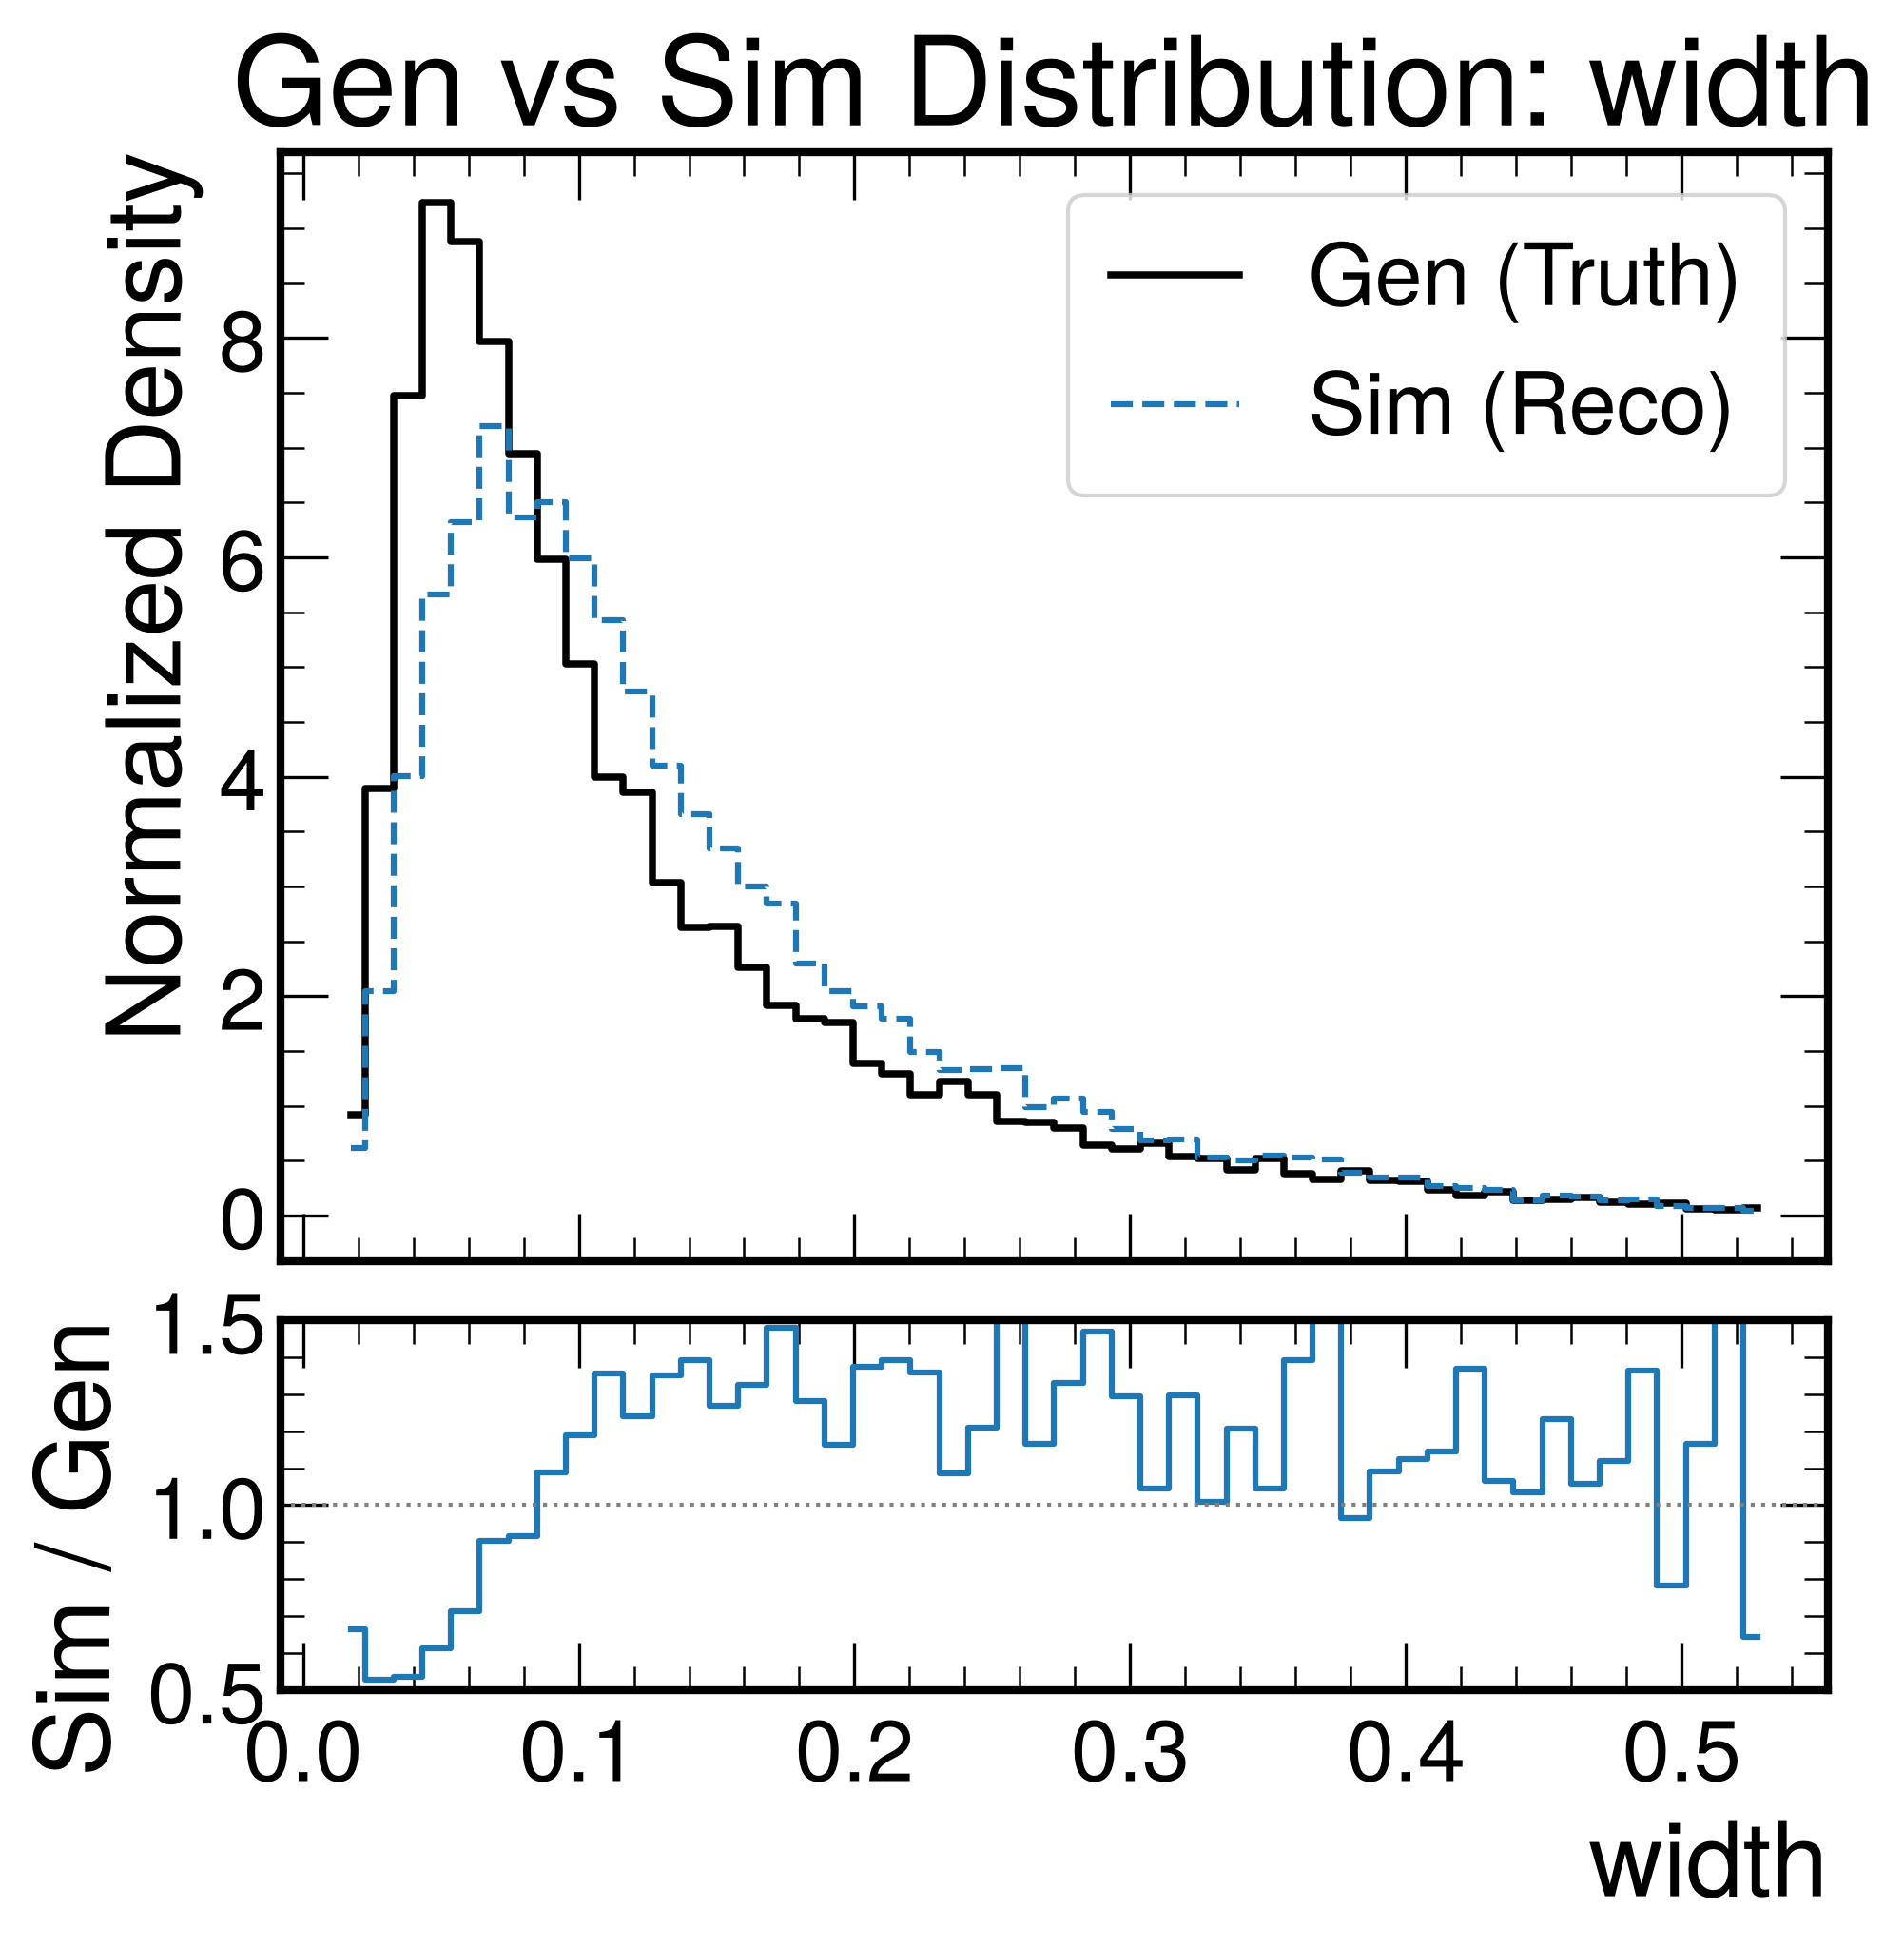 Gen vs Sim Distribution: width
Normalized Density
8
6
4
2
0
Gen (Truth)
Sim (Reco)
Sim / Gen
1.5
1.0
0.5
0.0 0.1 0.2 0.3 0.4 0.5
width